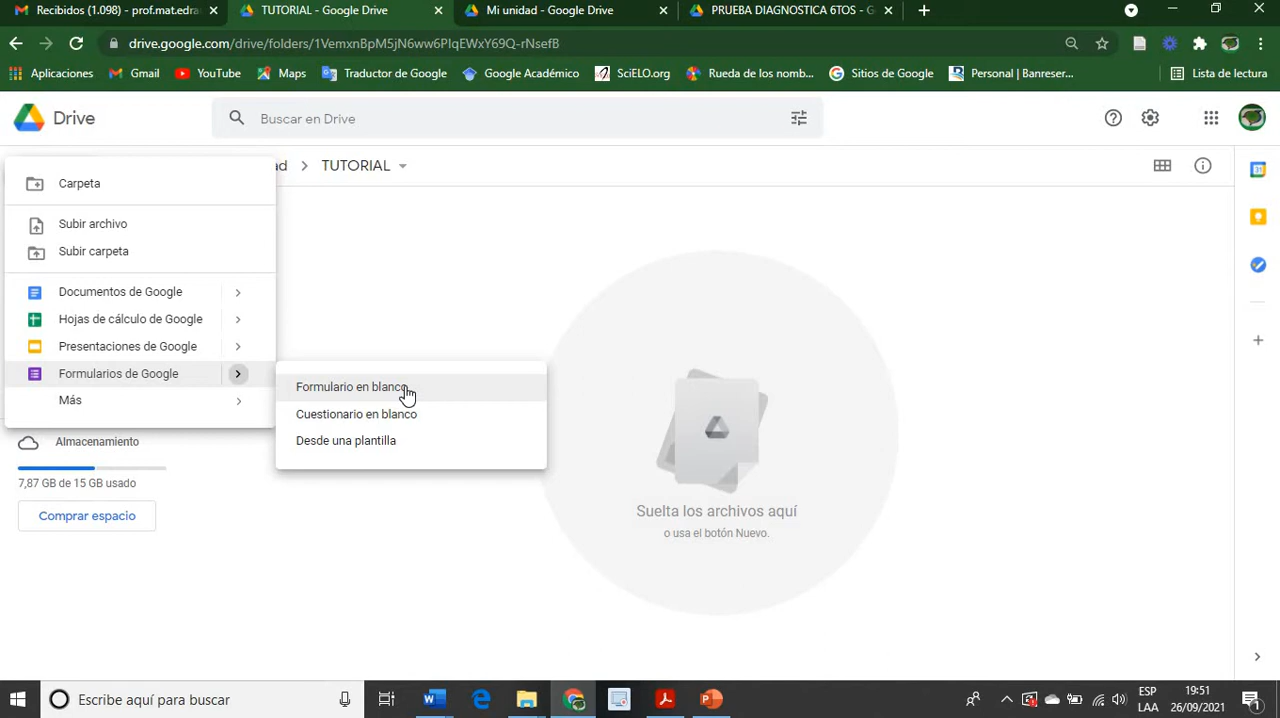 Recibidos (1.098) - prof.mat.edra
TUTORIAL - Google Drive
Mi unidad - Google Drive
PRUEBA DIAGNOSTICA 6TOS - G
drive.google.com/drive/folders/1VemxnBpM5jN6ww6PIqEWxY69Q-rNsefB
Aplicaciones
Gmail
YouTube
Maps
Traductor de Google
Google Académico
SciELO.org
Rueda de los nomb...
Sitios de Google
Personal | Banreser...
Lista de lectura
Drive
Buscar en Drive
ad
TUTORIAL
Carpeta
Subir archivo
Subir carpeta
Documentos de Google
Hojas de cálculo de Google
Presentaciones de Google
Formularios de Google
Más
Formulario en blanco
Cuestionario en blanco
Desde una plantilla
Almacenamiento
7,87 GB de 15 GB usado
Comprar espacio
Suelta los archivos aquí
o usa el botón Nuevo.
Escribe aquí para buscar
ESP
LAA
19:51
26/09/2021